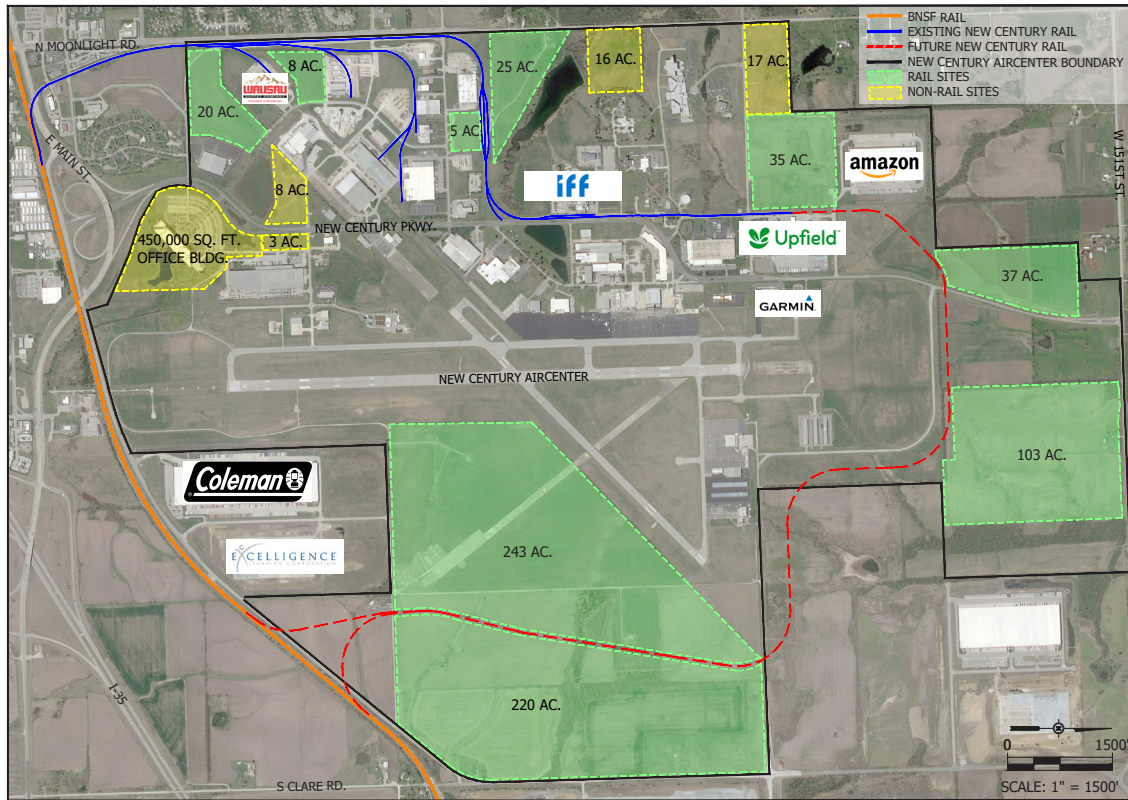 N MOONLIGHT RD.
BNSF RAIL
EXISTING NEW CENTURY RAIL
FUTURE NEW CENTURY RAIL
NEW CENTURY AIRCENTER BOUNDARY
RAIL SITES
NON-RAIL SITES
8 AC.
25 AC.
16 AC.
17 AC.
WAUSAU
20 AC.
5 AC.
35 AC.
amazon
E MAIN ST.
W 151ST. ST.
iff
8 AC.
NEW CENTURY PKWY.
450,000 SQ. FT.
OFFICE BLDG.
3 AC.
Upfield™
37 AC.
GARMIN.
NEW CENTURY AIRCENTER
103 AC.
Coleman
243 AC.
EXCELLIGENCE
LEARNING CORPORATION
I-35
220 AC.
0 1500'
SCALE: 1" = 1500'
S CLARE RD.